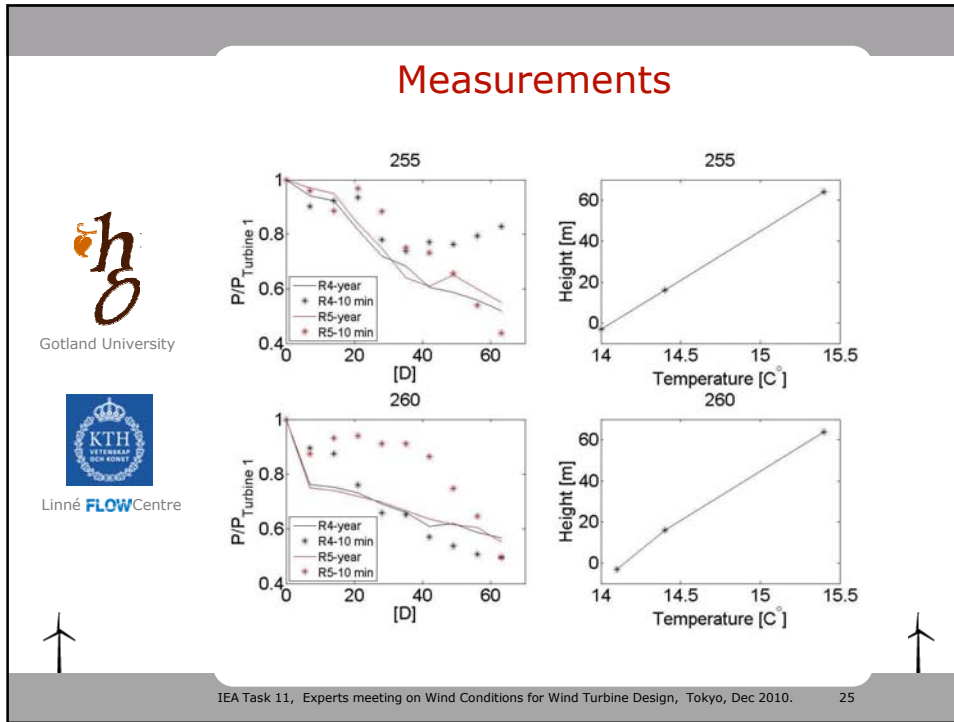 Measurements
hg
Gotland University
KTH
VETENSKAP
OCH KONST
Linné FLOW Centre
255
P/P Turbine 1
1
0.8
0.6
0.4
0 20 40 60
[D]
R4-year
R4-10 min
R5-year
R5-10 min
255
Height [m]
60
40
20
0
14 14.5 15 15.5
Temperature [C°]
260
P/P Turbine 1
1
0.8
0.6
0.4
0 20 40 60
[D]
R4-year
R4-10 min
R5-year
R5-10 min
260
Height [m]
60
40
20
0
14 14.5 15 15.5
Temperature [C°]
IEA Task 11, Experts meeting on Wind Conditions for Wind Turbine Design, Tokyo, Dec 2010. 25